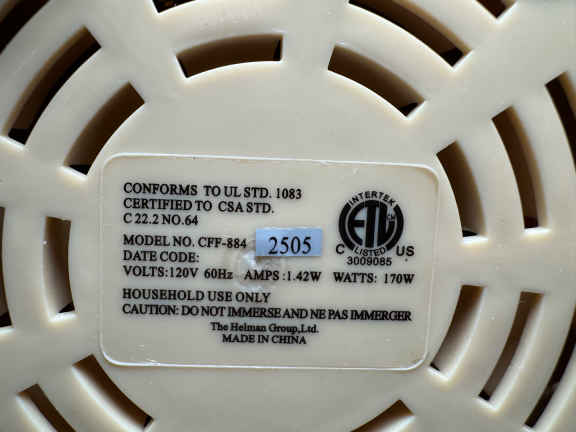 CONFORMS TO UL STD. 1083
CERTIFIED TO CSA STD.
C 22.2 NO.64
MODEL NO. CFF-884
2505
DATE CODE:
VOLTS:120V 60Hz AMPS :1.42W WATTS: 170W
HOUSEHOLD USE ONLY
CAUTION: DO NOT IMMERSE AND NE PAS IMMERGER
The Helman Group,Ltd.
MADE IN CHINA
INTERTEK
ETL
LISTED
C US
3009085